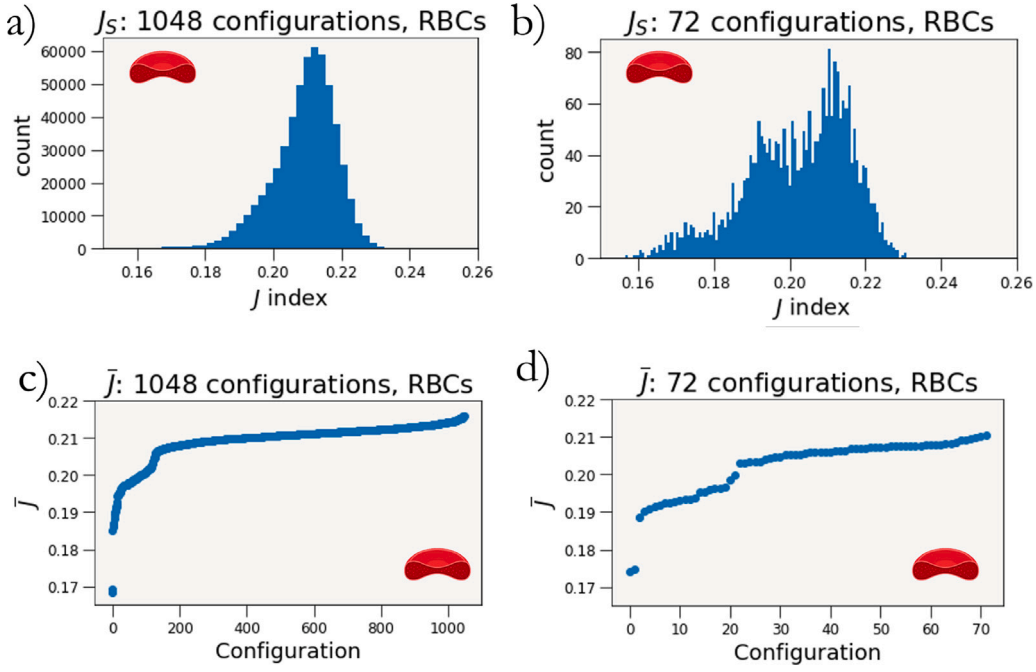 a)
J_S: 1048 configurations, RBCs
60000
50000
40000
30000
20000
10000
0
count
0.16 0.18 0.20 0.22 0.24 0.26
J index
b)
J_S: 72 configurations, RBCs
80
60
40
20
0
count
0.16 0.18 0.20 0.22 0.24 0.26
J index
c)
J̄: 1048 configurations, RBCs
0.22
0.21
0.20
0.19
0.18
0.17
J̄
0 200 400 600 800 1000
Configuration
d)
J̄: 72 configurations, RBCs
0.22
0.21
0.20
0.19
0.18
0.17
J̄
0 10 20 30 40 50 60 70
Configuration